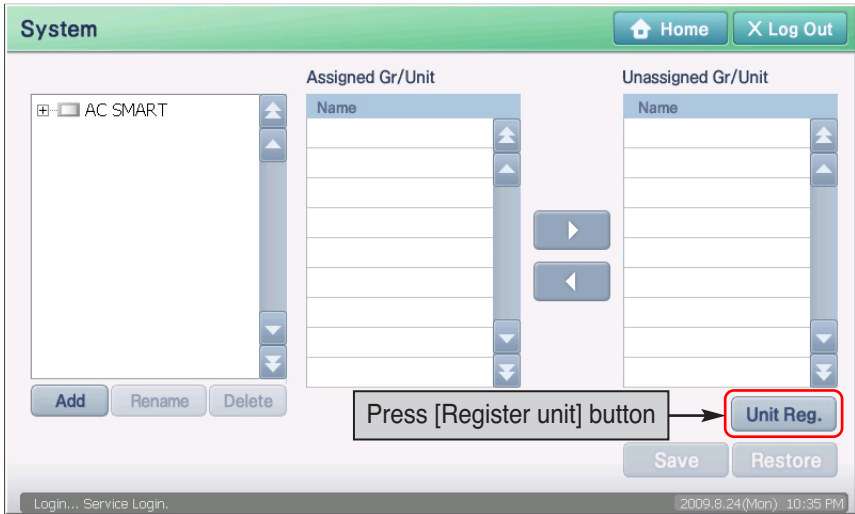 System
Home
X Log Out
Assigned Gr/Unit
Unassigned Gr/Unit
AC SMART
Name
Name
Add
Rename
Delete
Press [Register unit] button
Unit Reg.
Save
Restore
Login... Service Login.
2009.8.24(Mon) 10:35 PM